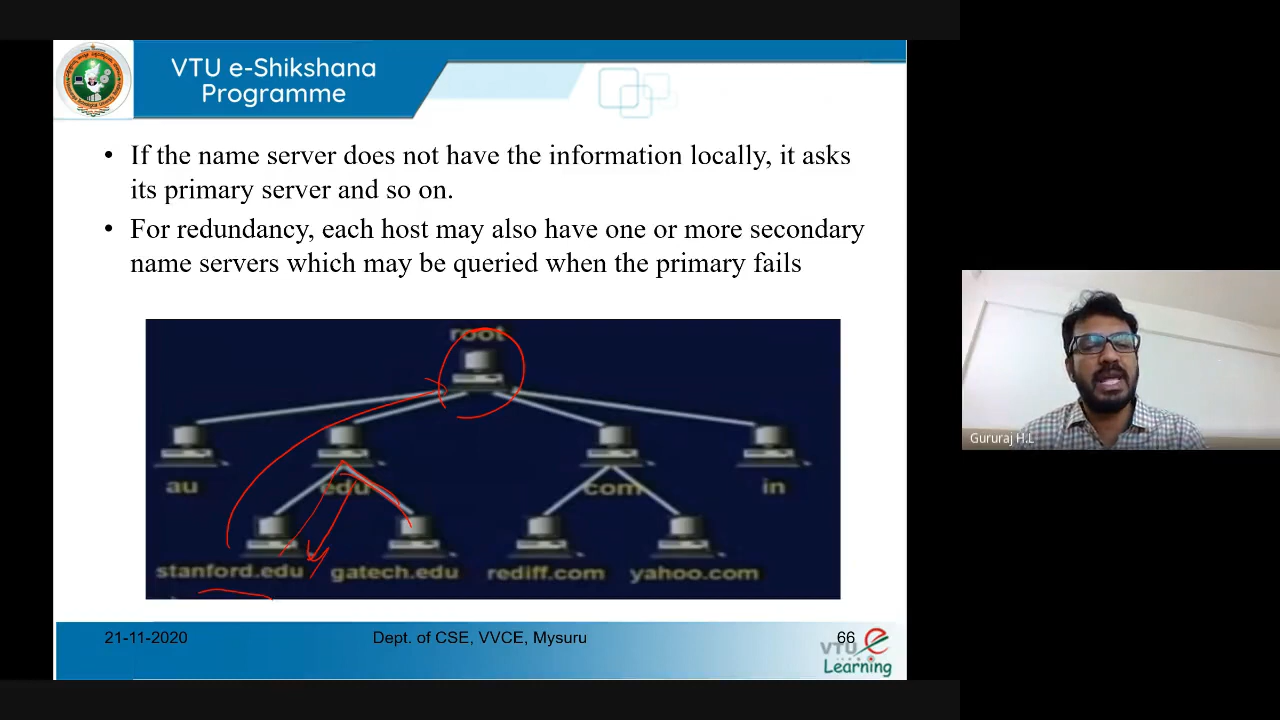 VTU e-Shikshana
Programme
• If the name server does not have the information locally, it asks
its primary server and so on.
• For redundancy, each host may also have one or more secondary
name servers which may be queried when the primary fails
root
au
edu
com
in
stanford.edu
gatech.edu
rediff.com
yahoo.com
21-11-2020
Dept. of CSE, VVCE, Mysuru
66
VTU
Learning
Gururaj H.L